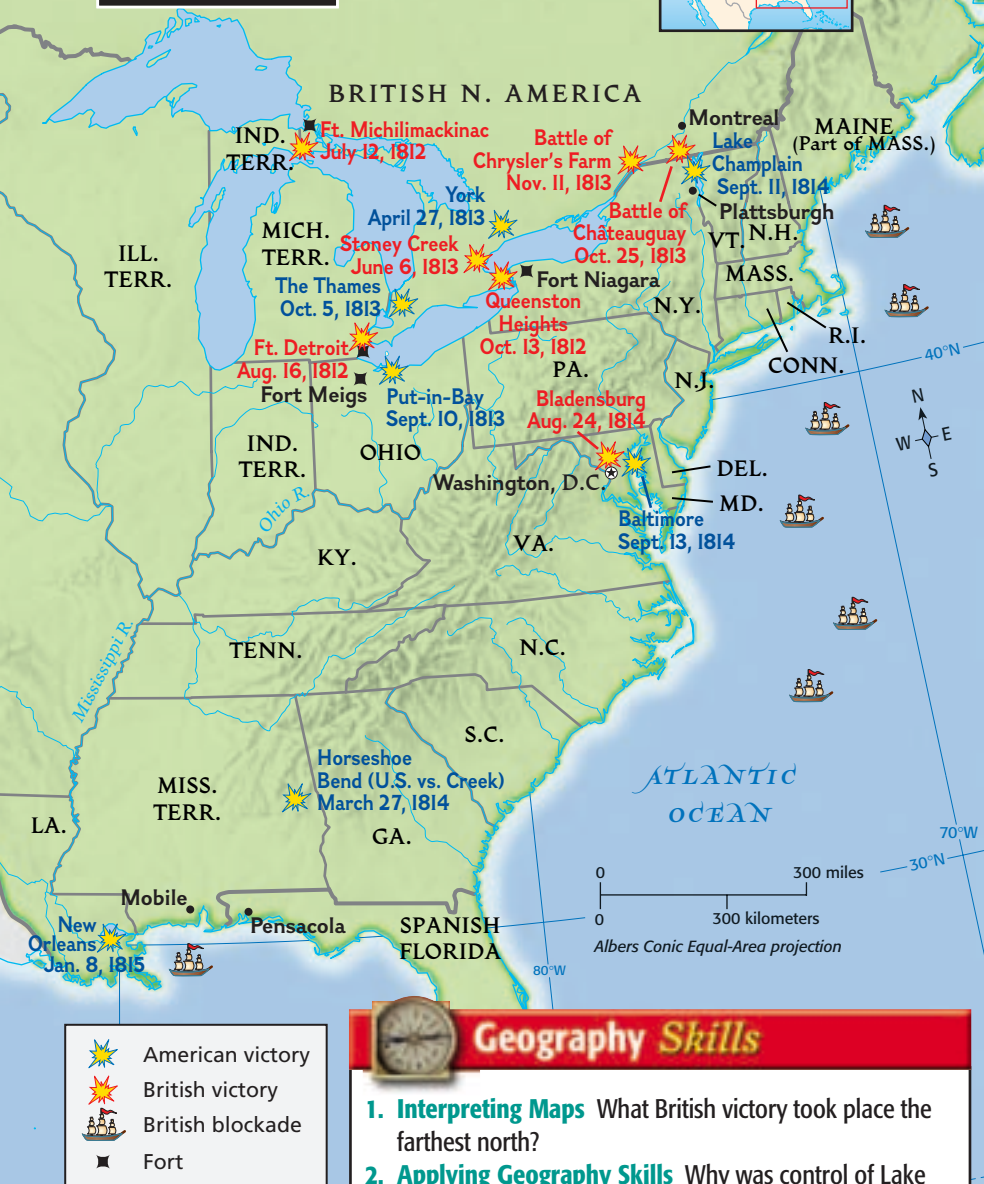 BRITISH N. AMERICA
Ft. Michilimackinac
July 12, 1812
IND.
TERR.
Battle of
Chrysler's Farm
Nov. 11, 1813
Montreal
Lake
Champlain
Sept. 11, 1814
MAINE
(Part of MASS.)
York
April 27, 1813
Battle of
Châteauguay
Oct. 25, 1813
Plattsburgh
VT.
N.H.
ILL.
TERR.
MICH.
TERR.
Stoney Creek
June 6, 1813
The Thames
Oct. 5, 1813
Fort Niagara
Queenston
Heights
Oct. 13, 1812
MASS.
N.Y.
R.I.
CONN.
40°N
Ft. Detroit
Aug. 16, 1812
Fort Meigs
Put-in-Bay
Sept. 10, 1813
PA.
N.J.
Bladensburg
Aug. 24, 1814
N
W
E
S
IND.
TERR.
OHIO
Washington, D.C.
DEL.
MD.
Ohio R.
Baltimore
Sept. 13, 1814
KY.
VA.
Mississippi R.
TENN.
N.C.
S.C.
Horseshoe
Bend (U.S. vs. Creek)
March 27, 1814
MISS.
TERR.
GA.
LA.
ATLANTIC
OCEAN
70°W
30°N
0 300 miles
0 300 kilometers
Albers Conic Equal-Area projection
Mobile
Pensacola
SPANISH
FLORIDA
New
Orleans
Jan. 8, 1815
80°W
American victory
British victory
British blockade
Fort
Geography Skills
1. Interpreting Maps What British victory took place the
farthest north?
2. Applying Geography Skills Why was control of Lake